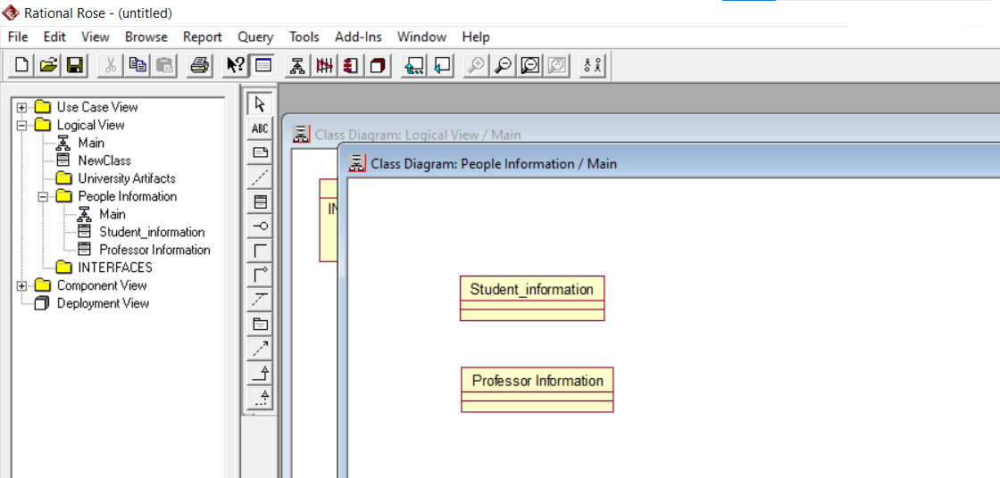 Rational Rose - (untitled)
File Edit View Browse Report Query Tools Add-Ins Window Help
Use Case View
Logical View
Main
NewClass
University Artifacts
People Information
Main
Student_information
Professor Information
INTERFACES
Component View
Deployment View
ABC
Class Diagram: Logical View / Main
IN
Class Diagram: People Information / Main
Student_information
Professor Information